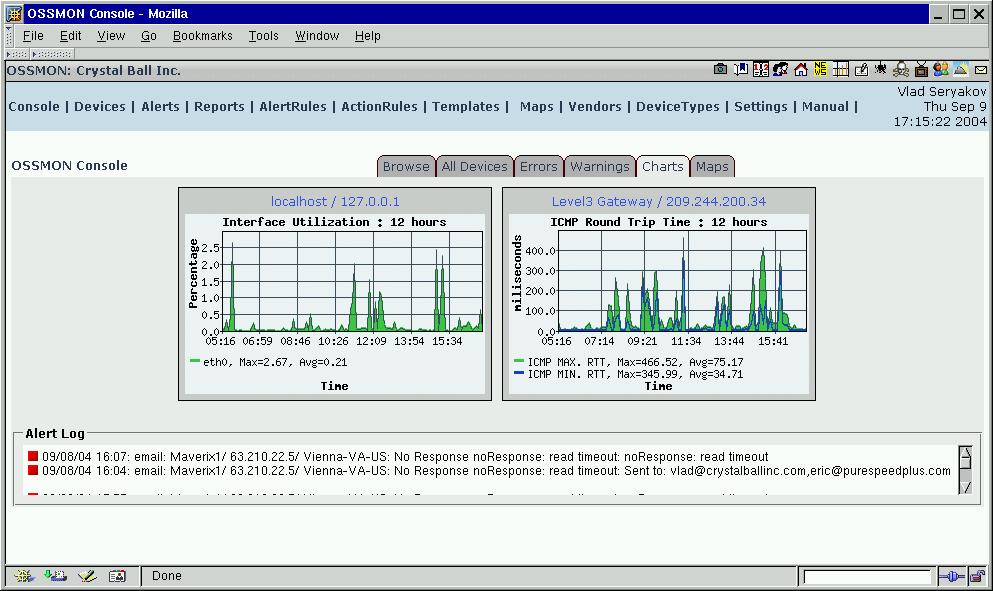 OSSMON Console - Mozilla
File Edit View Go Bookmarks Tools Window Help
OSSMON: Crystal Ball Inc.
NEWS
Vlad Seryakov
Console | Devices | Alerts | Reports | AlertRules | ActionRules | Templates | Maps | Vendors | DeviceTypes | Settings | Manual |
Thu Sep 9
17:15:22 2004
OSSMON Console
Browse All Devices Errors Warnings Charts Maps
localhost / 127.0.0.1
Interface Utilization : 12 hours
Percentage
2.5
2.0
1.5
1.0
0.5
0.0
05:16 06:59 08:46 10:26 12:09 13:54 15:34
eth0, Max=2.67, Avg=0.21
Time
Level3 Gateway / 209.244.200.34
ICMP Round Trip Time : 12 hours
miliseconds
400.0
300.0
200.0
100.0
0.0
05:16 07:14 09:21 11:34 13:44 15:41
ICMP MAX. RTT, Max=466.52, Avg=75.17
ICMP MIN. RTT, Max=345.99, Avg=34.71
Time
Alert Log
09/08/04 16:07: email: Maverix1/ 63.210.22.5/ Vienna-VA-US: No Response noResponse: read timeout: noResponse: read timeout
09/08/04 16:04: email: Maverix1/ 63.210.22.5/ Vienna-VA-US: No Response noResponse: read timeout: Sent to: vlad@crystalballinc.com,eric@purespeedplus.com
Done